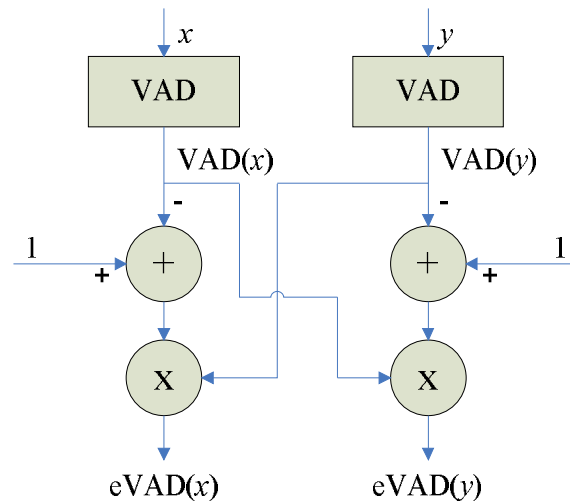 x y
VAD VAD
VAD(x) VAD(y)
- -
1 + + + + 1
X X
eVAD(x) eVAD(y)